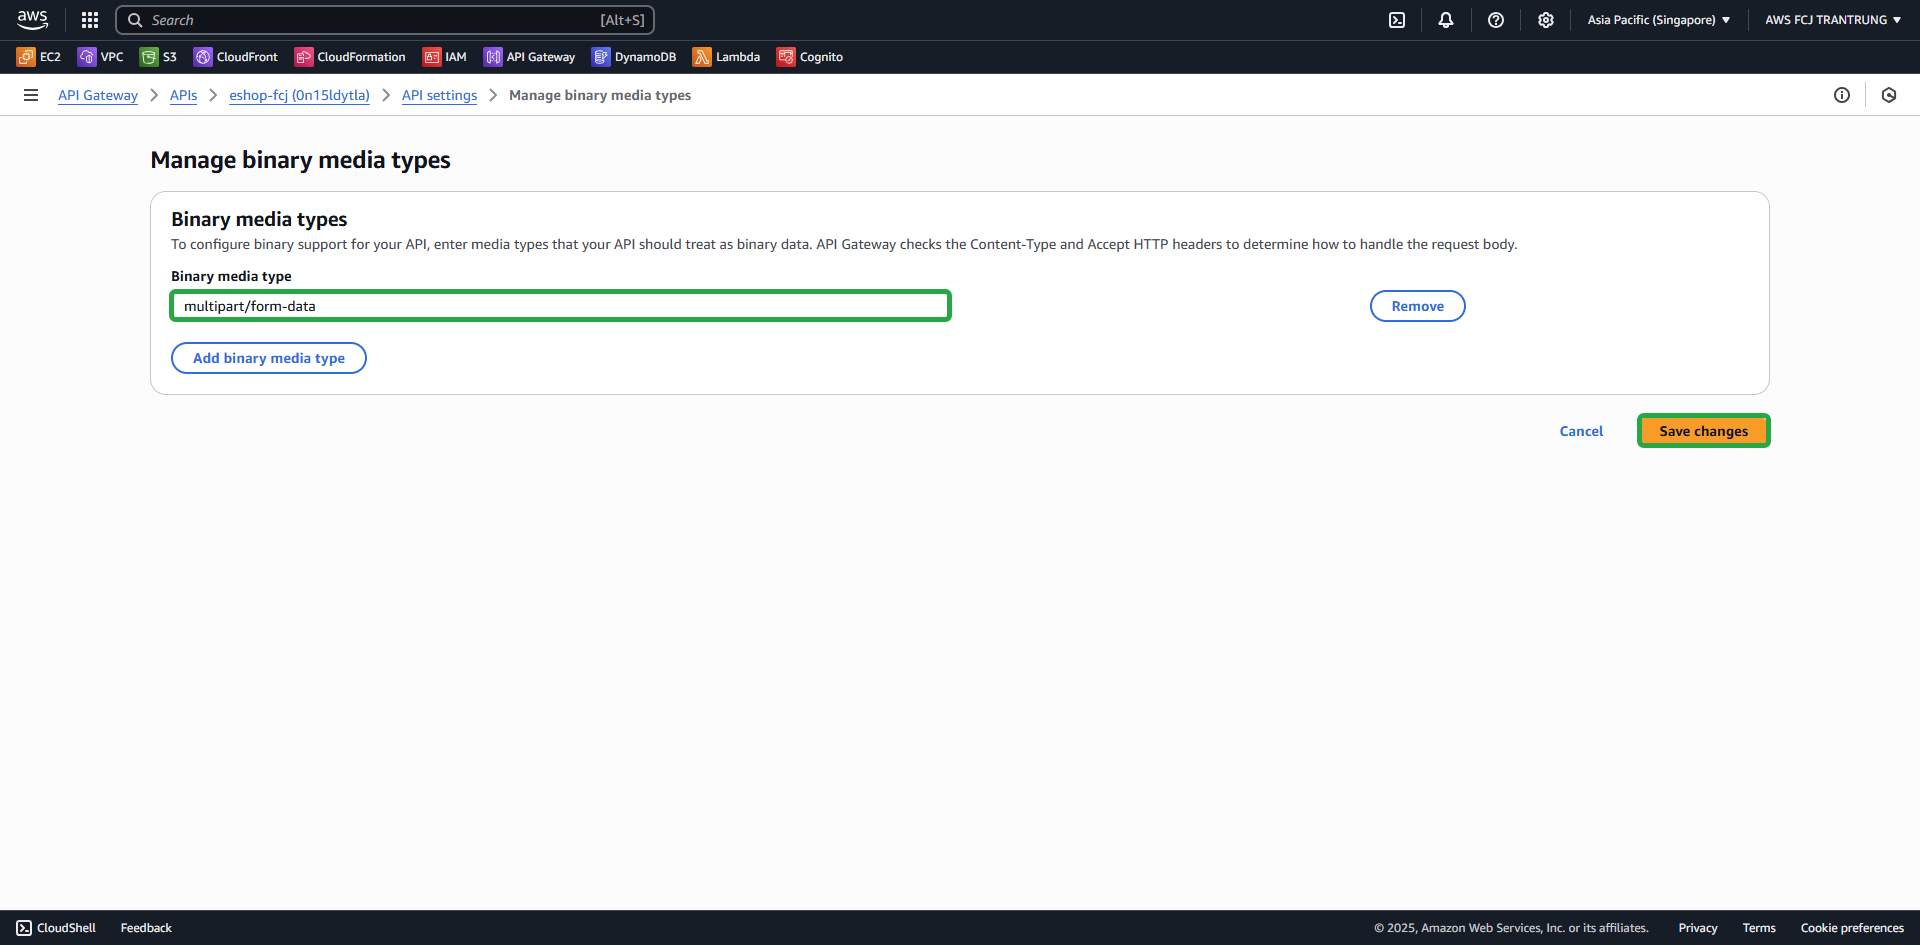 aws
Search [Alt+S]
Asia Pacific (Singapore) ▼
AWS FCJ TRANTRUNG ▼
EC2 VPC S3 CloudFront CloudFormation IAM API Gateway DynamoDB Lambda Cognito
API Gateway > APIs > eshop-fcj (0n15ldytla) > API settings > Manage binary media types
Manage binary media types
Binary media types
To configure binary support for your API, enter media types that your API should treat as binary data. API Gateway checks the Content-Type and Accept HTTP headers to determine how to handle the request body.
Binary media type
multipart/form-data
Remove
Add binary media type
Cancel
Save changes
CloudShell Feedback
© 2025, Amazon Web Services, Inc. or its affiliates. Privacy Terms Cookie preferences